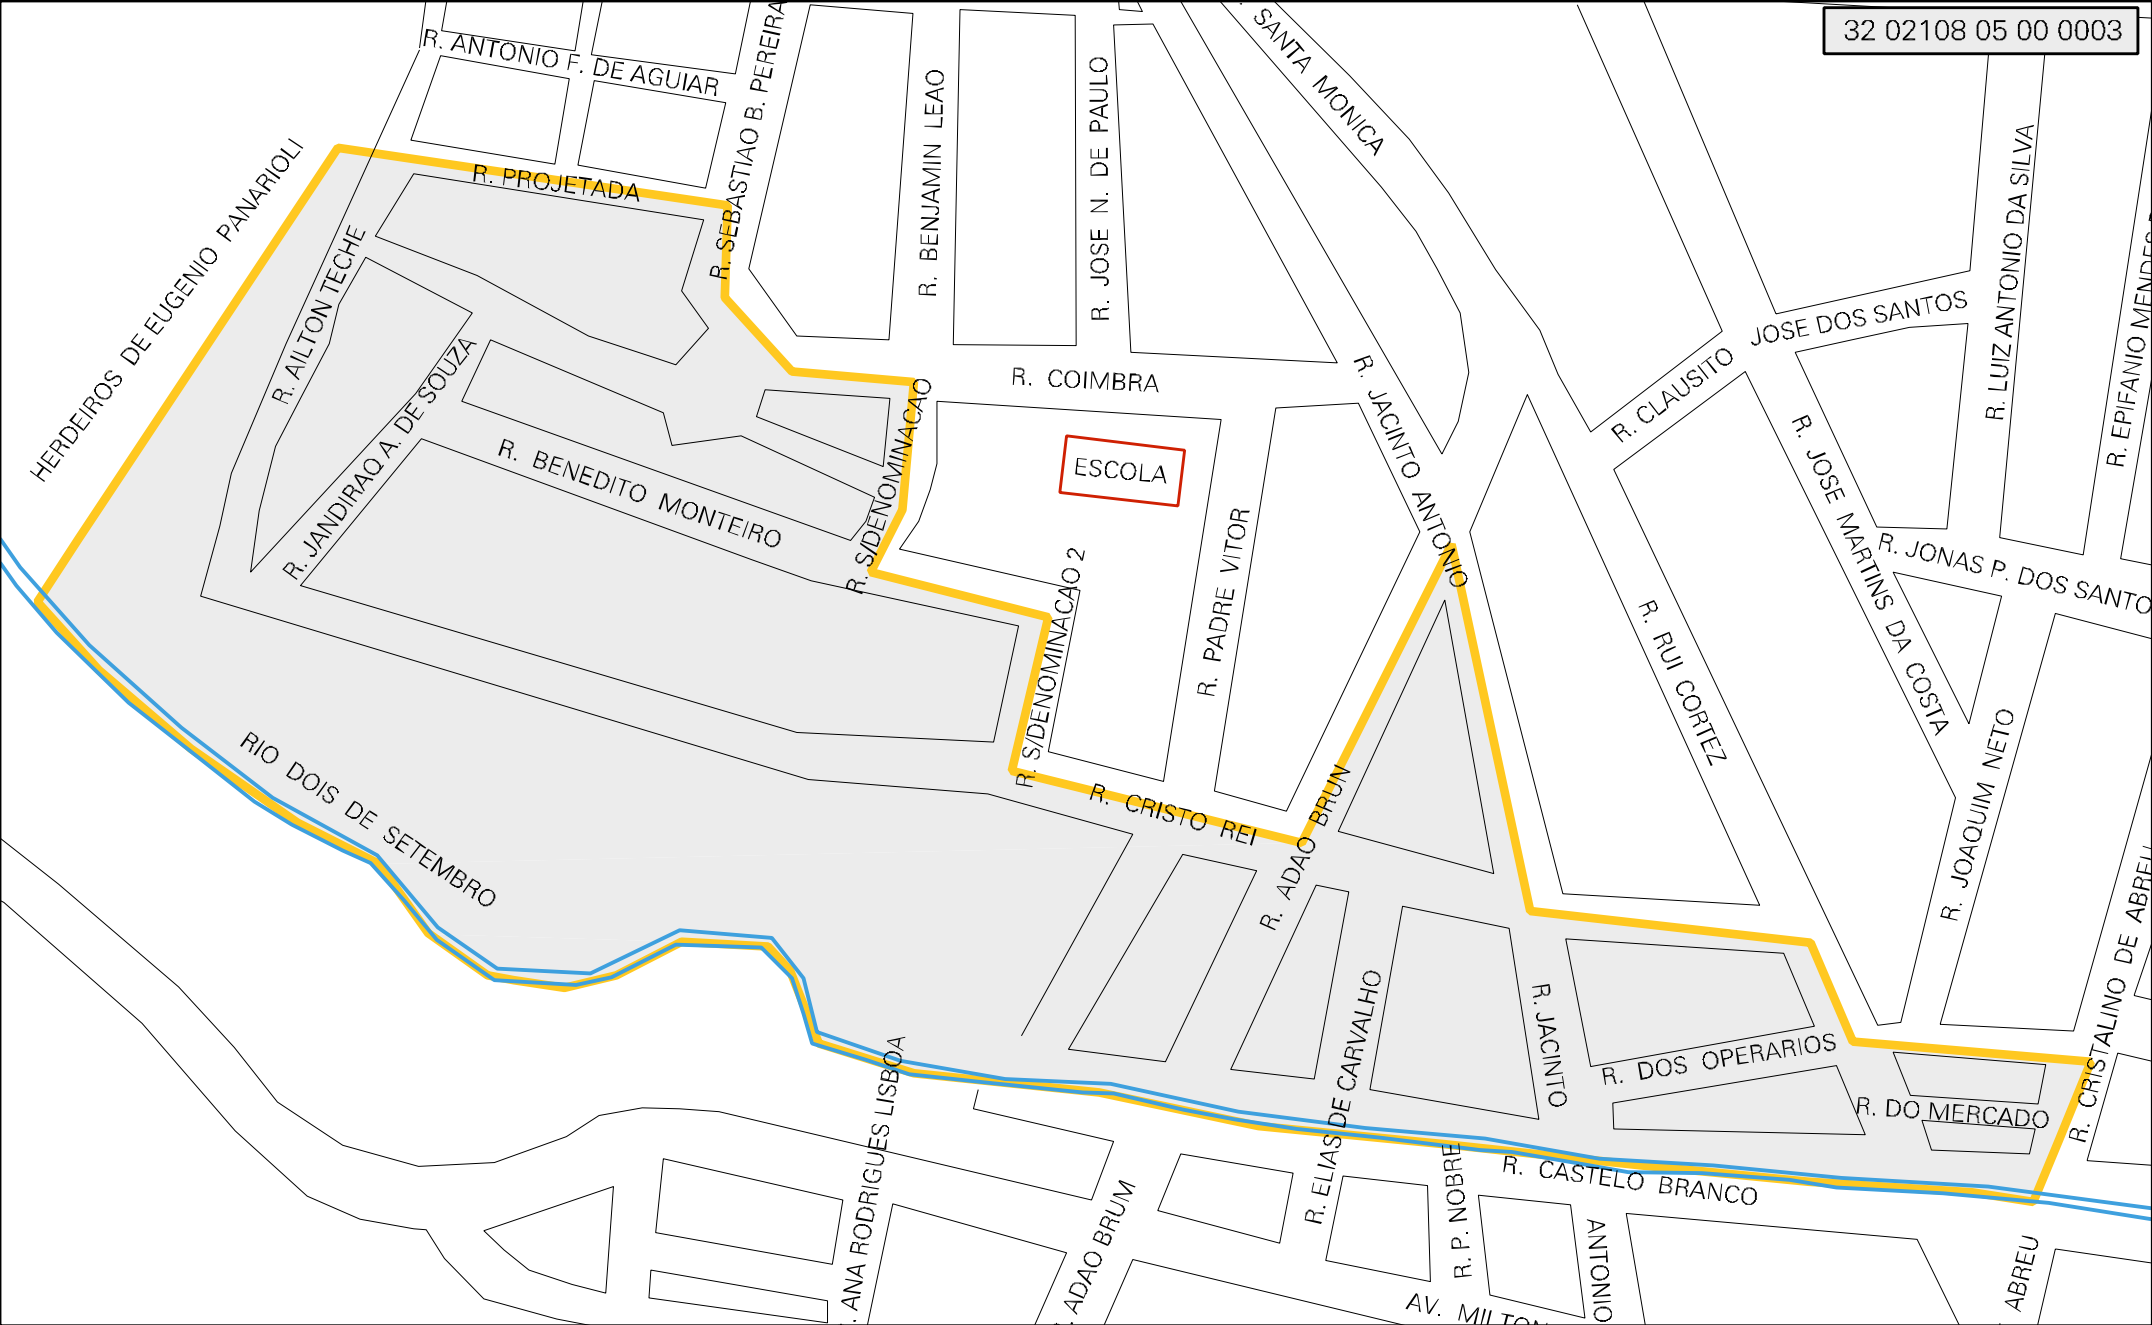 32 02108 05 00 0003
R. ANTONIO F. DE AGUIAR
R. SEBASTIAO B. PEREIRA
R. BENJAMIN LEAO
R. JOSE N. DE PAULO
SANTA MONICA
HERDEIROS DE EUGENIO PANARIOLI
R. PROJETADA
R. AILTON TECHE
R. JANDIRAQ A. DE SOUZA
R. BENEDITO MONTEIRO
R. S/DENOMINACAO
R. COIMBRA
ESCOLA
R. JACINTO ANTONIO
R. CLAUSITO JOSE DOS SANTOS
R. LUIZ ANTONIO DA SILVA
R. EPIFANIO MENDES
R. JOSE MARTINS DA COSTA
R. JONAS P. DOS SANTO
R. S/DENOMINACAO 2
R. PADRE VITOR
R. RUI CORTEZ
R. JOAQUIM NETO
R. CRISTALINO DE ABREU
RIO DOIS DE SETEMBRO
R. CRISTO REI
R. ADAO BRUN
R. ELIAS DE CARVALHO
R. JACINTO
R. DOS OPERARIOS
R. DO MERCADO
R. CASTELO BRANCO
. ANA RODRIGUES LISBOA
. ADAO BRUM
R. P. NOBRE
ANTONIO
AV. MILTON
ABREU